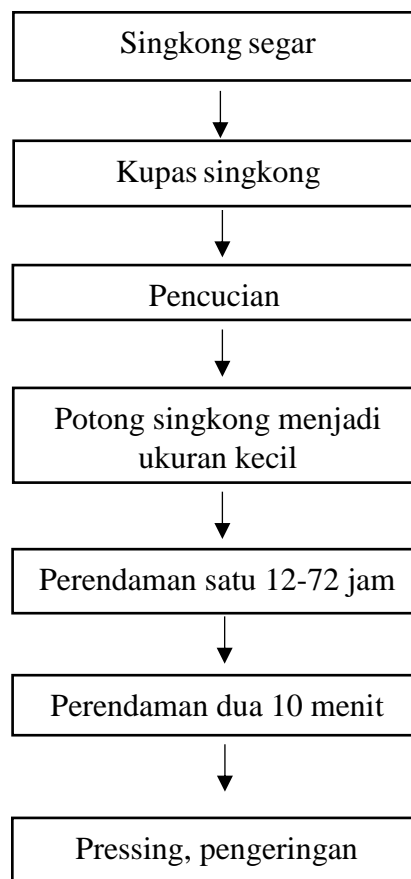 Singkong segar
Kupas singkong
Pencucian
Potong singkong menjadi
ukuran kecil
Perendaman satu 12-72 jam
Perendaman dua 10 menit
Pressing, pengeringan